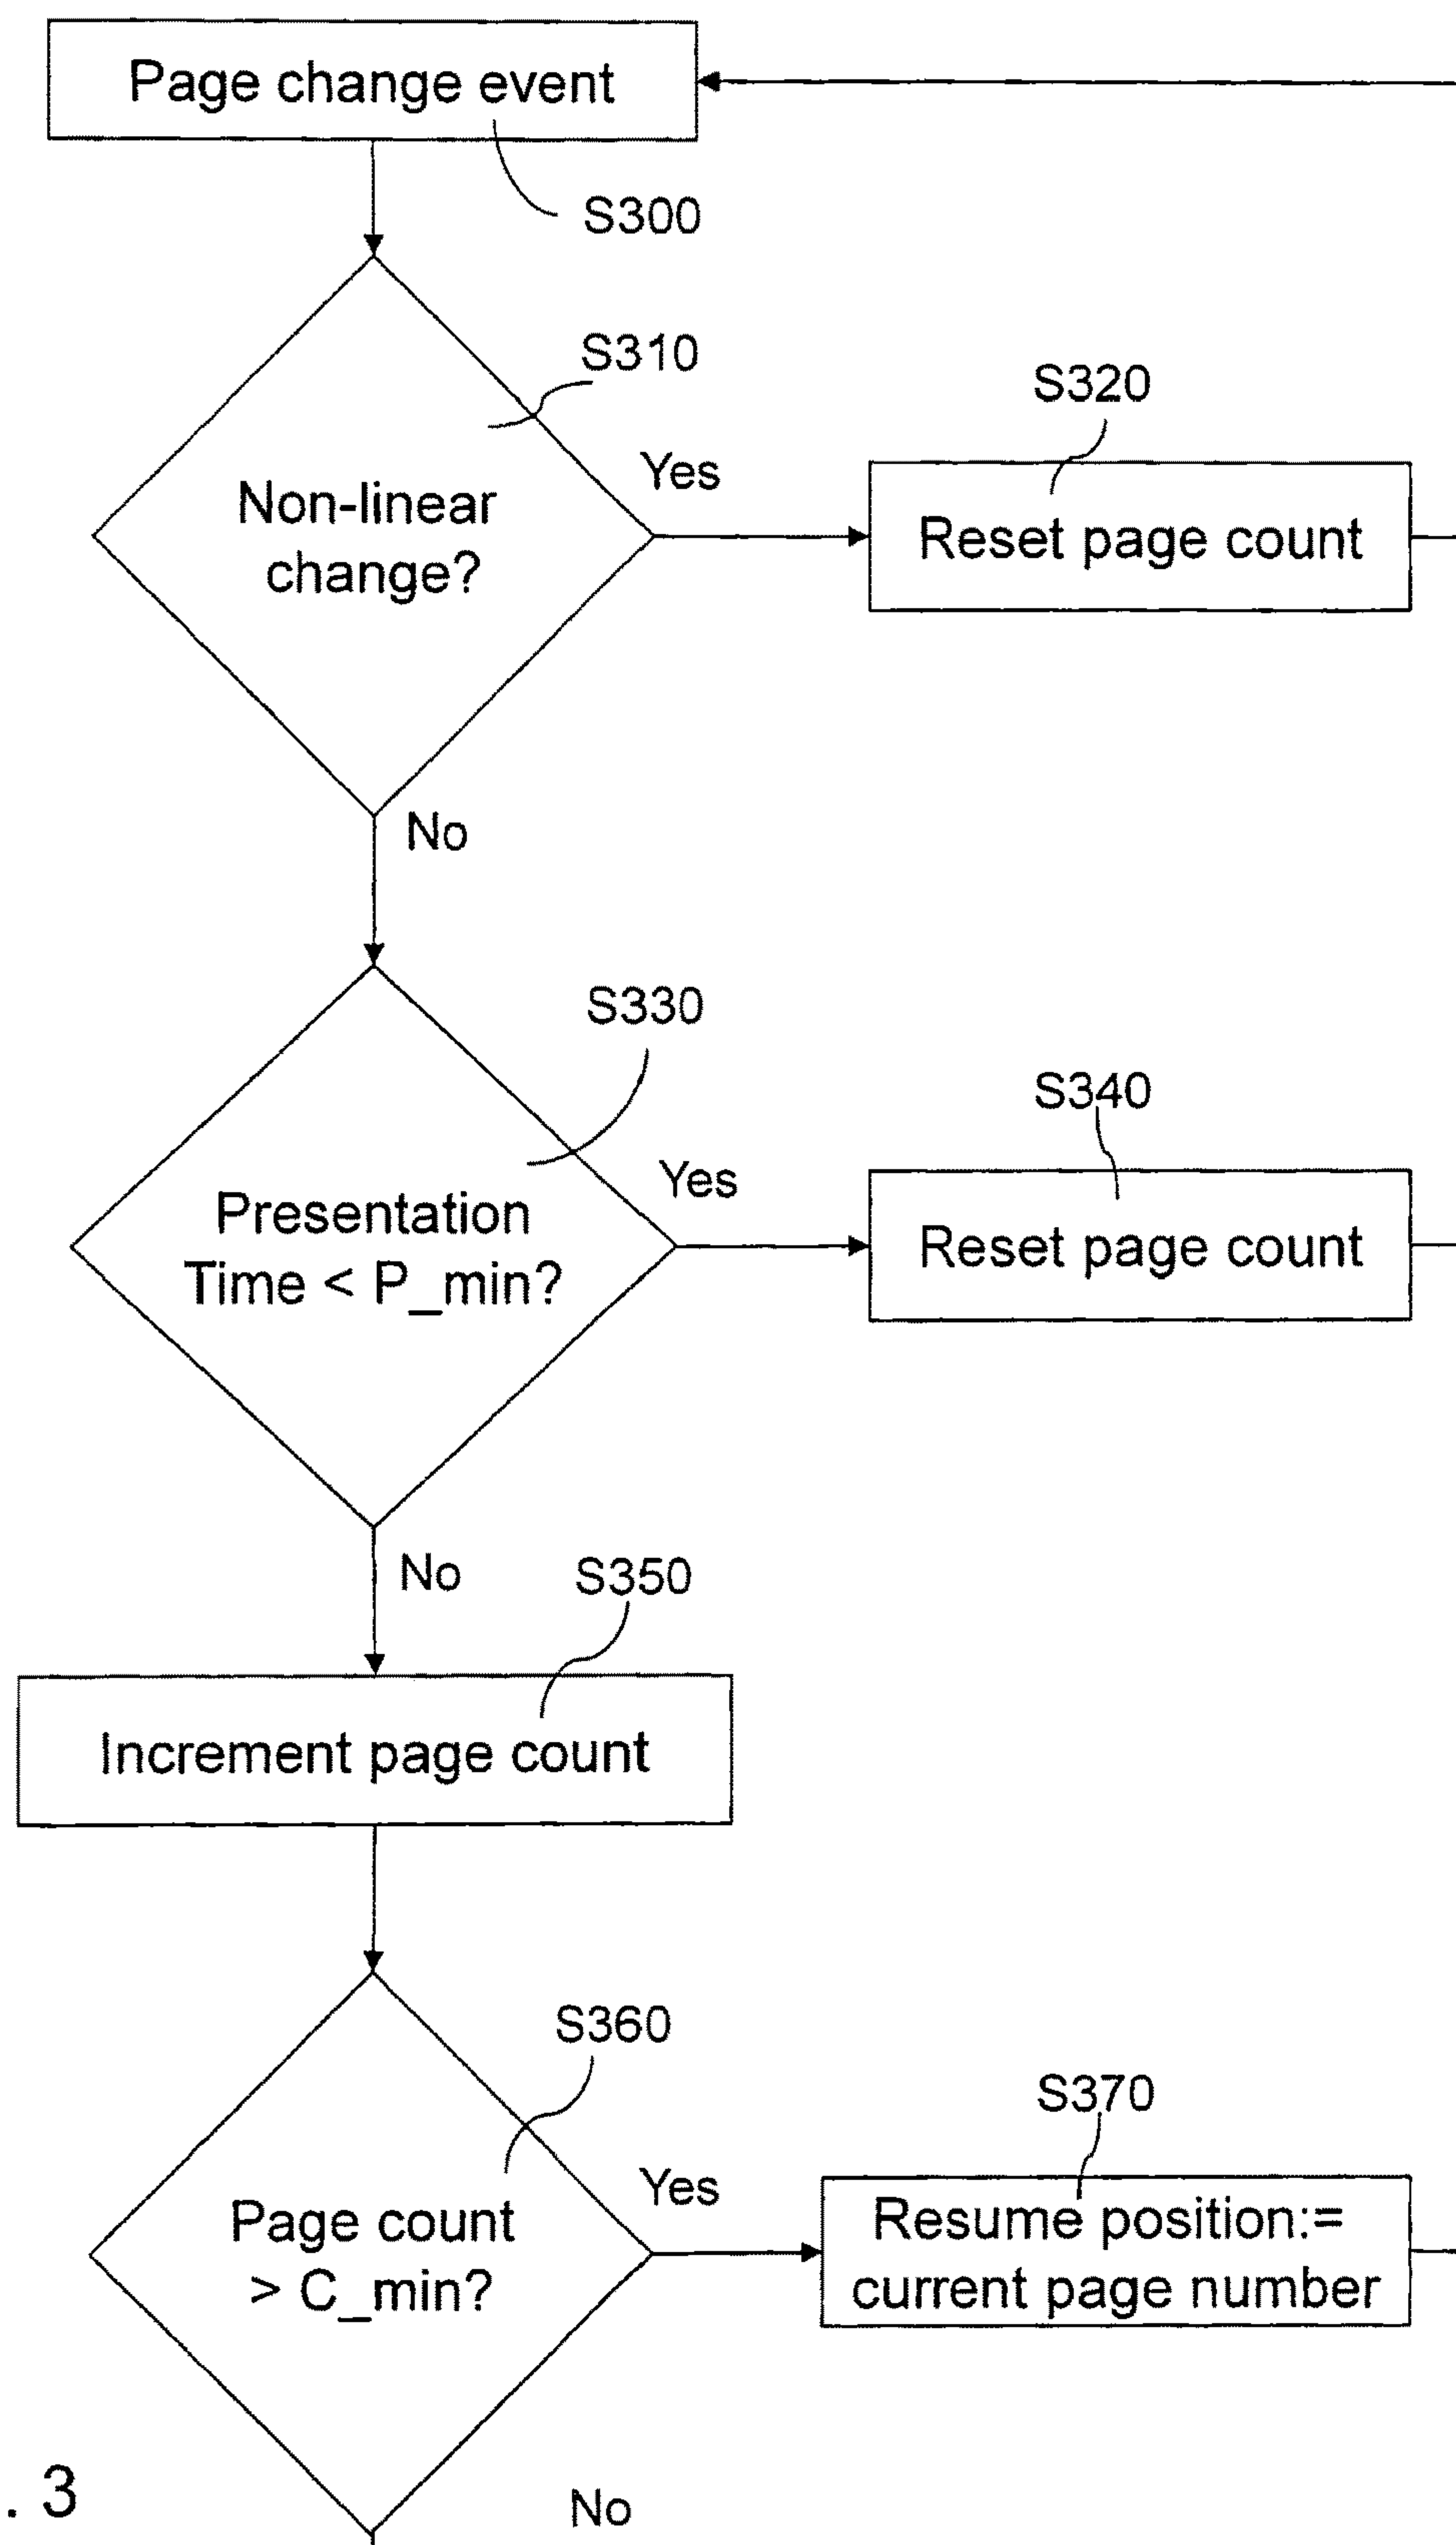 Page change event
S300
S310
S320
Yes
Non-linear
change?
Reset page count
No
S330
S340
Yes
Presentation
Time < P_min?
Reset page count
No
S350
Increment page count
S360
S370
Yes
Page count
> C_min?
Resume position:=
current page number
. 3
No